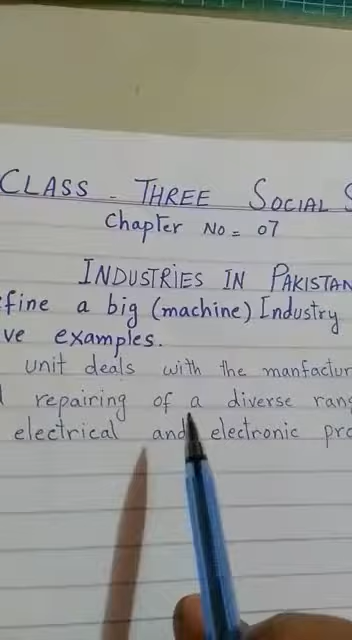 CLASS - THREE SOCIAL S
Chapter No = 07
INDUSTRIES IN PAKISTAN
fine a big (machine) Industry
ve examples.
unit deals with the manfactur
repairing of a diverse rang
electrical and electronic pro